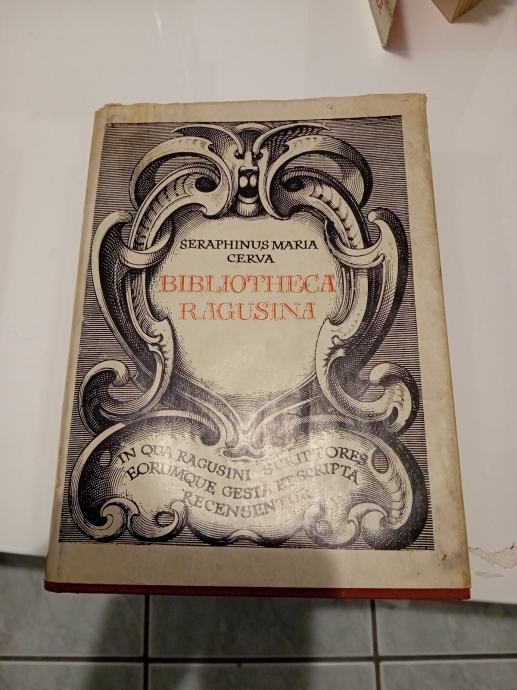 SERAPHINUS MARIA
CERVA
BIBLIOTHECA
RAGUSINA
IN QUA RAGUSINI SCRIPTORES
EORUMQUE GESTA ET SCRIPTA
RECENSENTUR